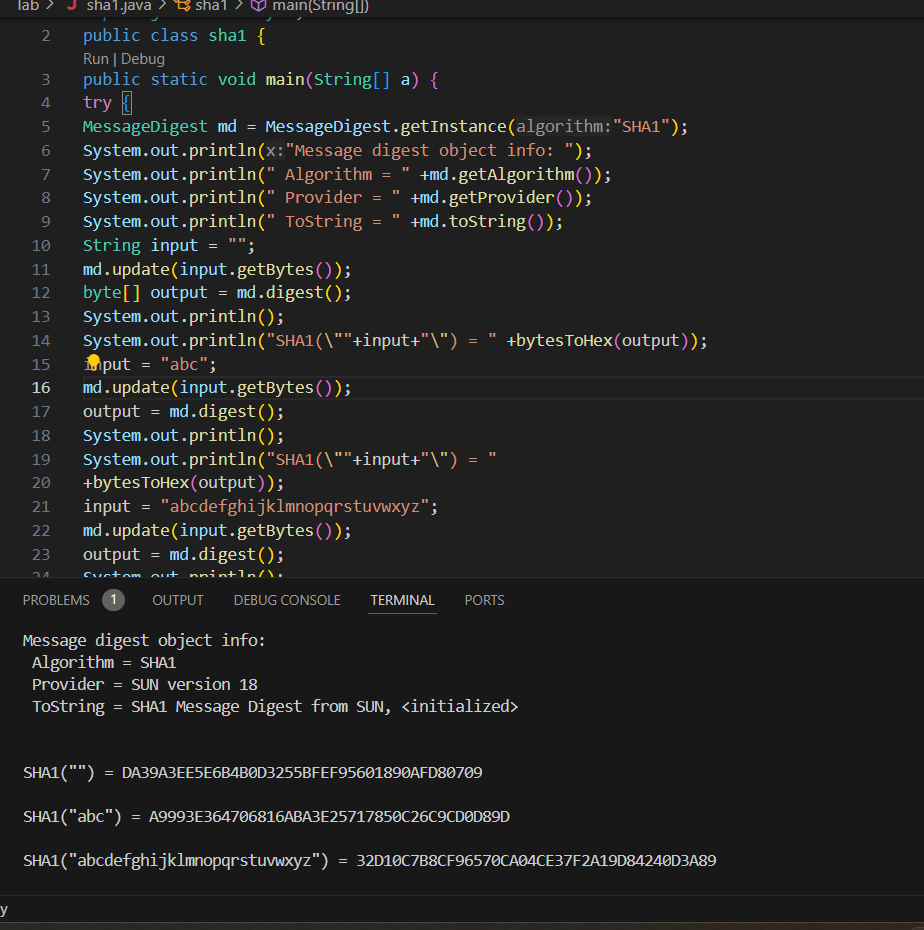 lab > J sha1.java > sha1 > main(String[])
2 public class sha1 {
Run | Debug
3 public static void main(String[] a) {
4 try {
5 MessageDigest md = MessageDigest.getInstance(algorithm:"SHA1");
6 System.out.println(x:"Message digest object info: ");
7 System.out.println(" Algorithm = " +md.getAlgorithm());
8 System.out.println(" Provider = " +md.getProvider());
9 System.out.println(" ToString = " +md.toString());
10 String input = "";
11 md.update(input.getBytes());
12 byte[] output = md.digest();
13 System.out.println();
14 System.out.println("SHA1(\""+input+"\") = " +bytesToHex(output));
15 input = "abc";
16 md.update(input.getBytes());
17 output = md.digest();
18 System.out.println();
19 System.out.println("SHA1(\""+input+"\") = "
20 +bytesToHex(output));
21 input = "abcdefghijklmnopqrstuvwxyz";
22 md.update(input.getBytes());
23 output = md.digest();
24 System.out.println();
PROBLEMS 1 OUTPUT DEBUG CONSOLE TERMINAL PORTS
Message digest object info:
Algorithm = SHA1
Provider = SUN version 18
ToString = SHA1 Message Digest from SUN, <initialized>
SHA1("") = DA39A3EE5E6B4B0D3255BFEF95601890AFD80709
SHA1("abc") = A9993E364706816ABA3E25717850C26C9CD0D89D
SHA1("abcdefghijklmnopqrstuvwxyz") = 32D10C7B8CF96570CA04CE37F2A19D84240D3A89
y